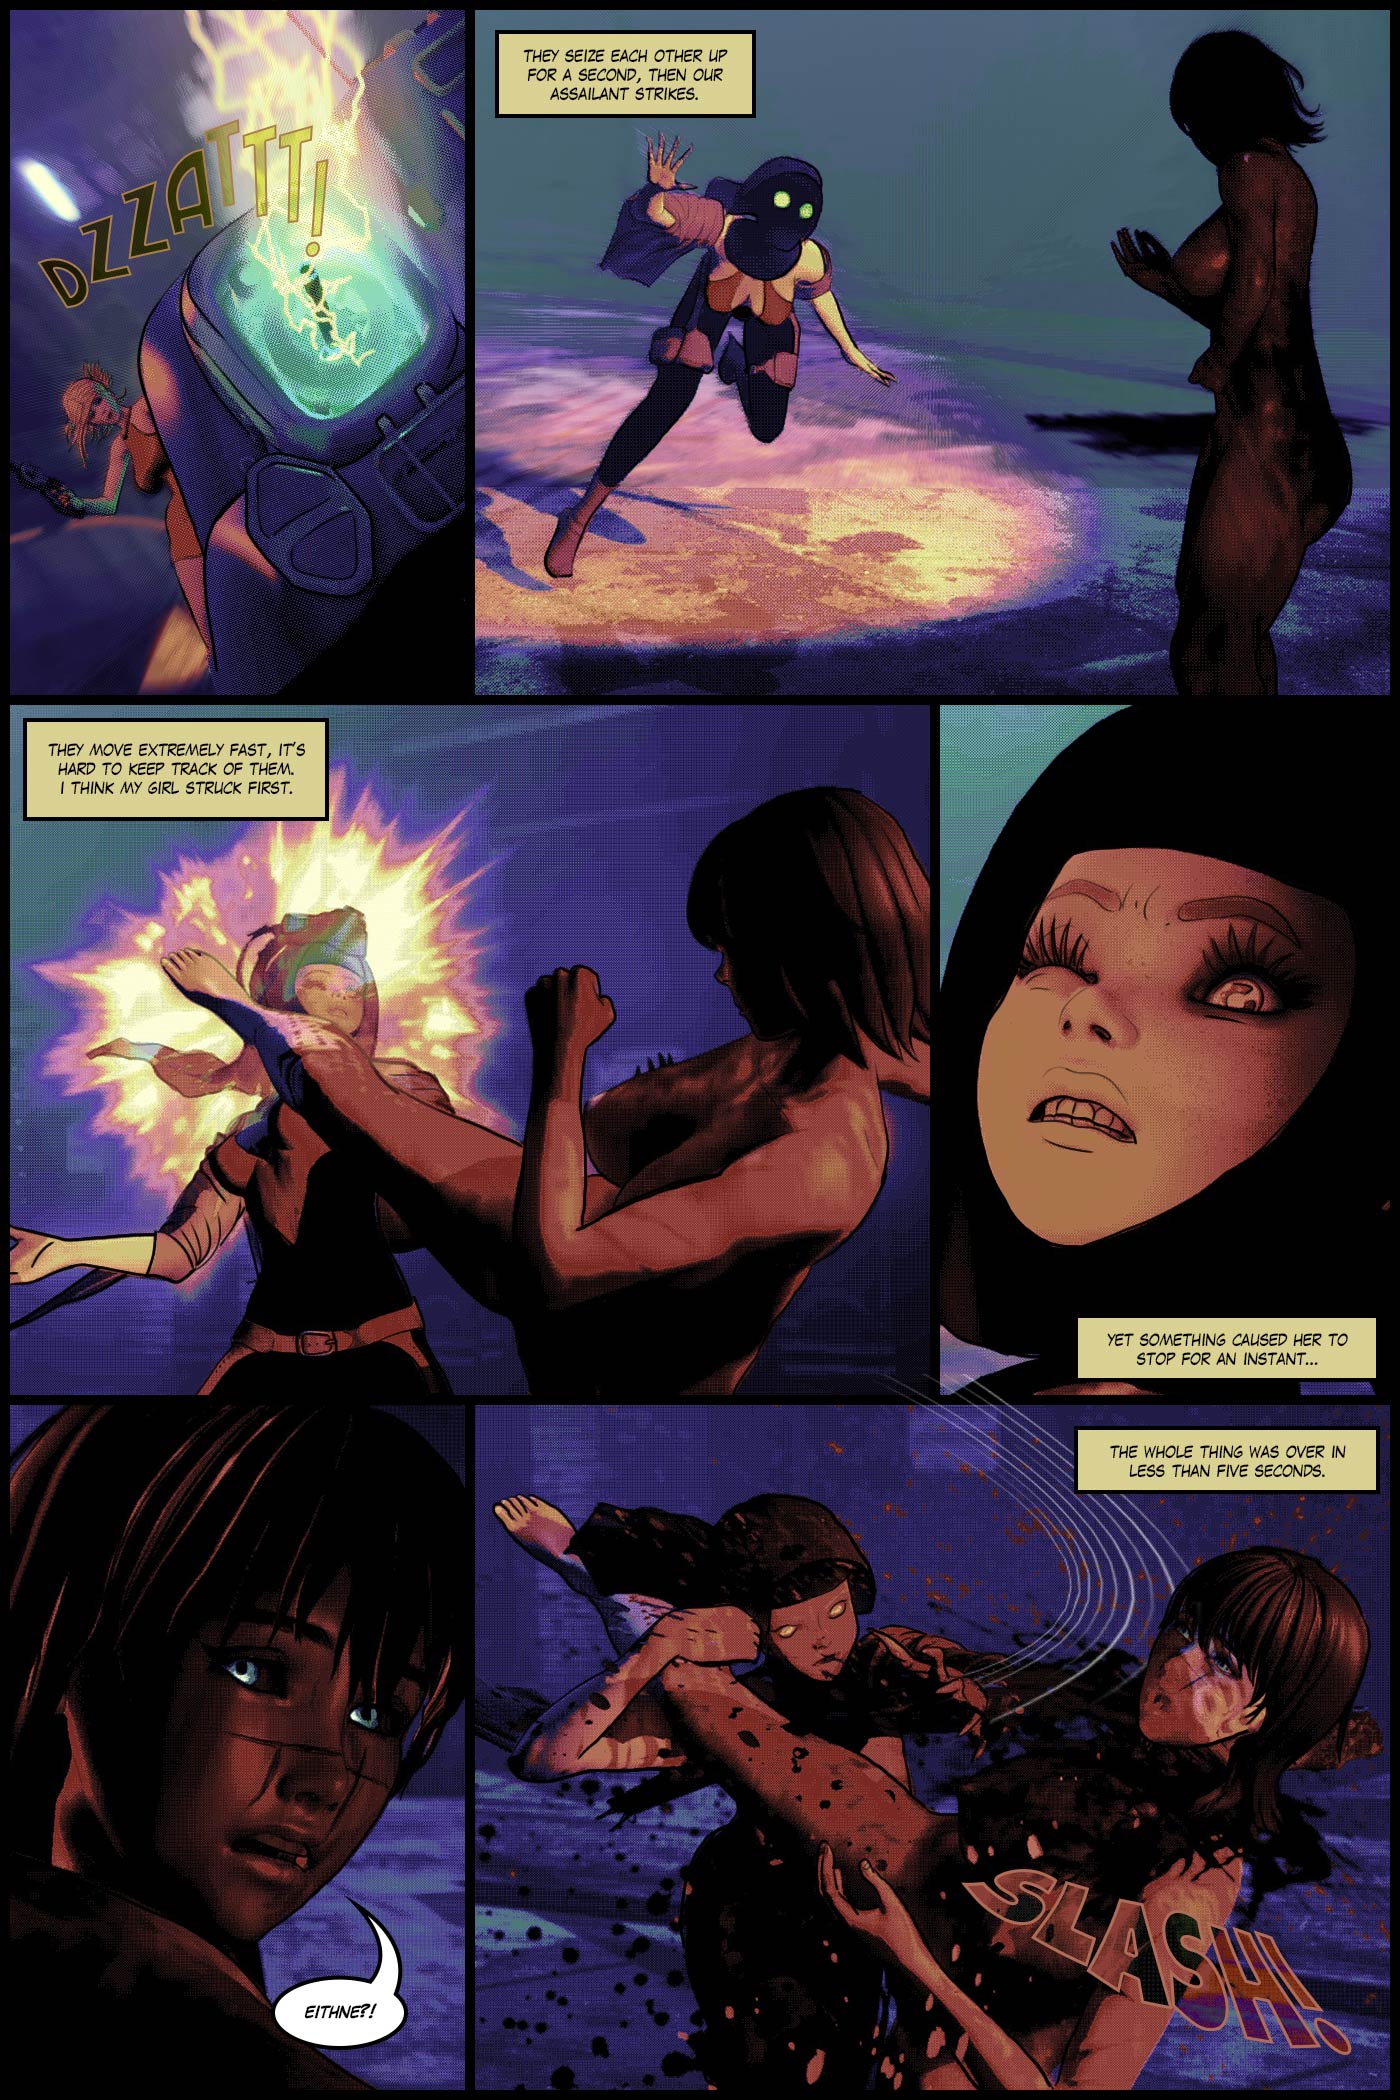 DZZATTT!
THEY SEIZE EACH OTHER UP
FOR A SECOND, THEN OUR
ASSAILANT STRIKES.
THEY MOVE EXTREMELY FAST, IT'S
HARD TO KEEP TRACK OF THEM.
I THINK MY GIRL STRUCK FIRST.
YET SOMETHING CAUSED HER TO
STOP FOR AN INSTANT...
EITHNE?!
THE WHOLE THING WAS OVER IN
LESS THAN FIVE SECONDS.
SLASH!